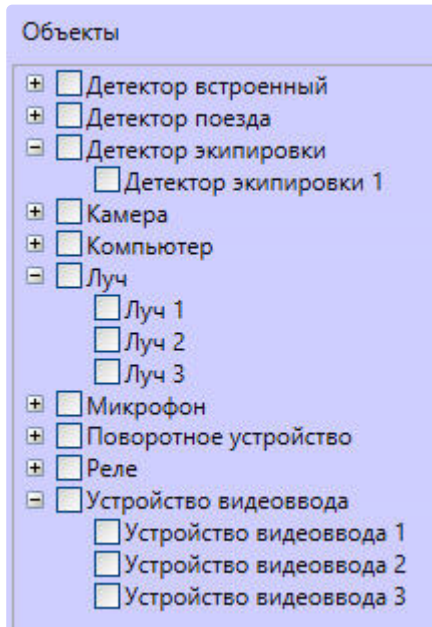 Объекты
Детектор встроенный
Детектор поезда
Детектор экипировки
Детектор экипировки 1
Камера
Компьютер
Луч
Луч 1
Луч 2
Луч 3
Микрофон
Поворотное устройство
Реле
Устройство видеоввода
Устройство видеоввода 1
Устройство видеоввода 2
Устройство видеоввода 3